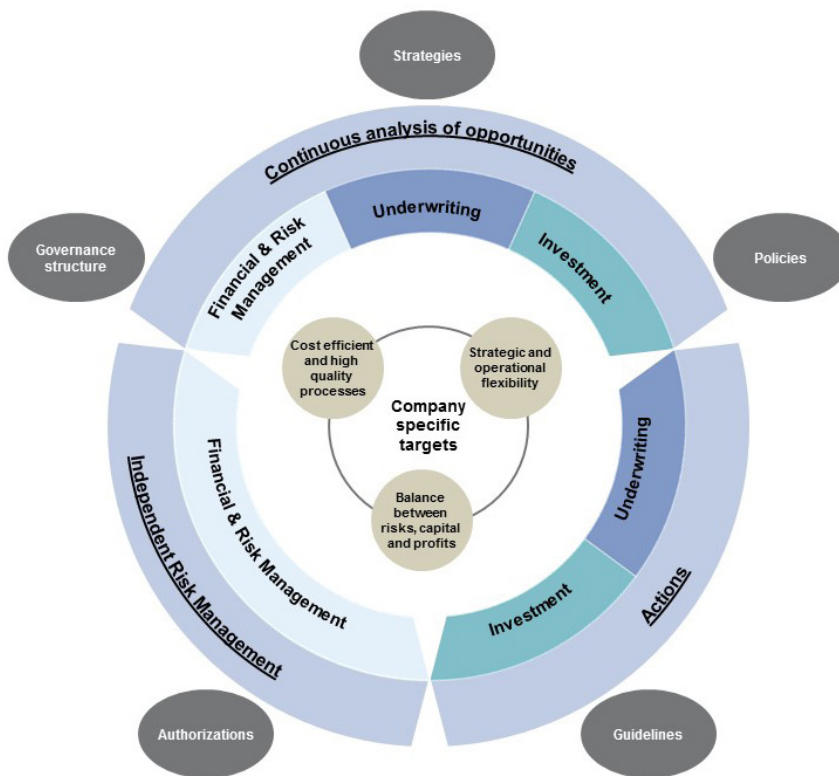 Strategies
Continuous analysis of opportunities
Governance
structure
Policies
Financial & Risk
Management
Underwriting
Investment
Cost efficient
and high
quality
processes
Strategic and
operational
flexibility
Company
specific
targets
Balance
between
risks, capital
and profits
Independent Risk Management
Financial & Risk Management
Underwriting
Investment
Actions
Authorizations
Guidelines